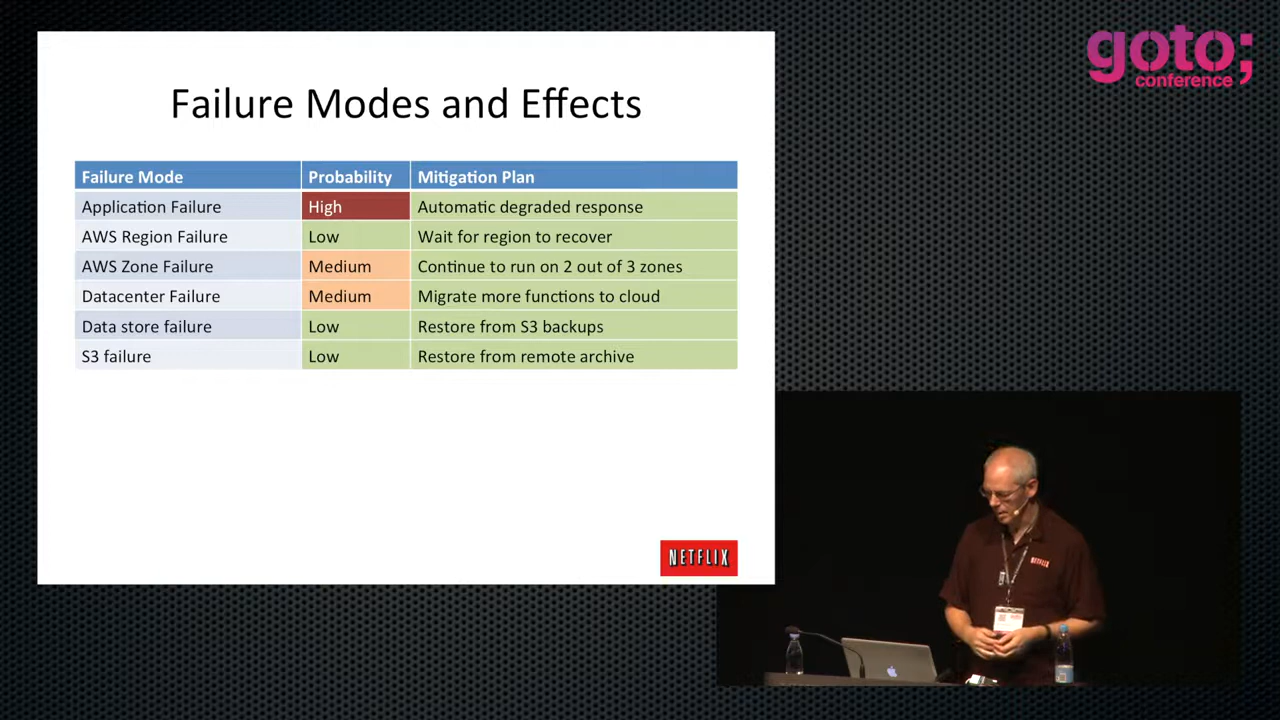 goto;
conference
Failure Modes and Effects
Failure Mode Probability Mitigation Plan
Application Failure High Automatic degraded response
AWS Region Failure Low Wait for region to recover
AWS Zone Failure Medium Continue to run on 2 out of 3 zones
Datacenter Failure Medium Migrate more functions to cloud
Data store failure Low Restore from S3 backups
S3 failure Low Restore from remote archive
NETFLIX
NETFLIX